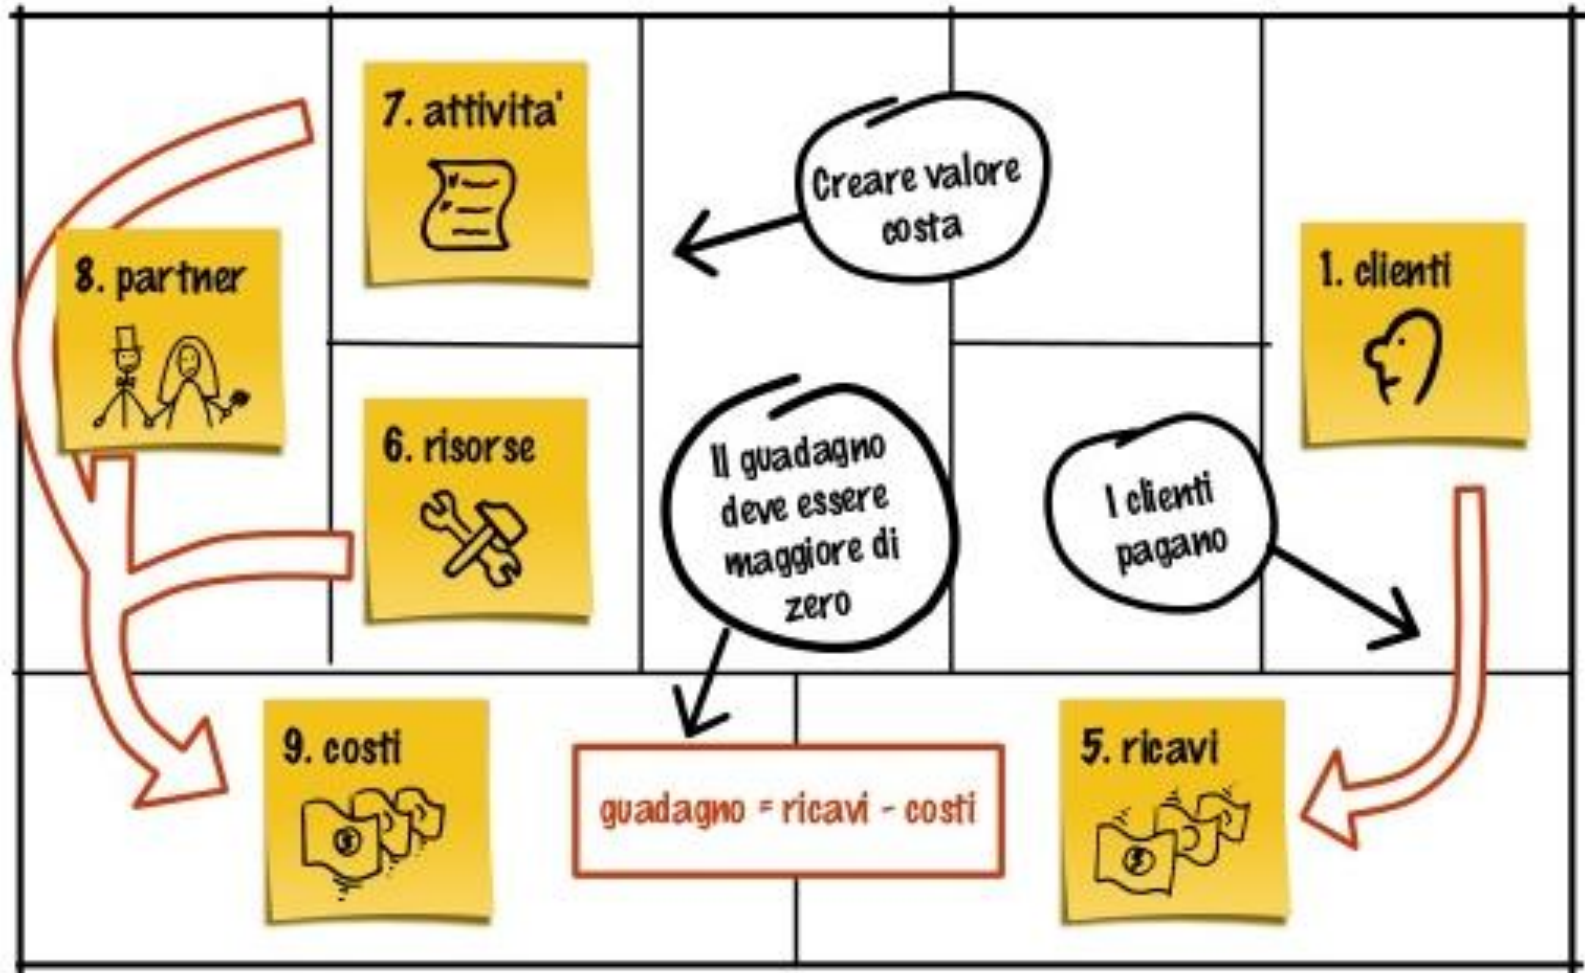 7. attivita'
Creare valore
costa
8. partner
1. clienti
6. risorse
Il guadagno
deve essere
maggiore di
zero
I clienti
pagano
9. costi
guadagno = ricavi - costi
5. ricavi